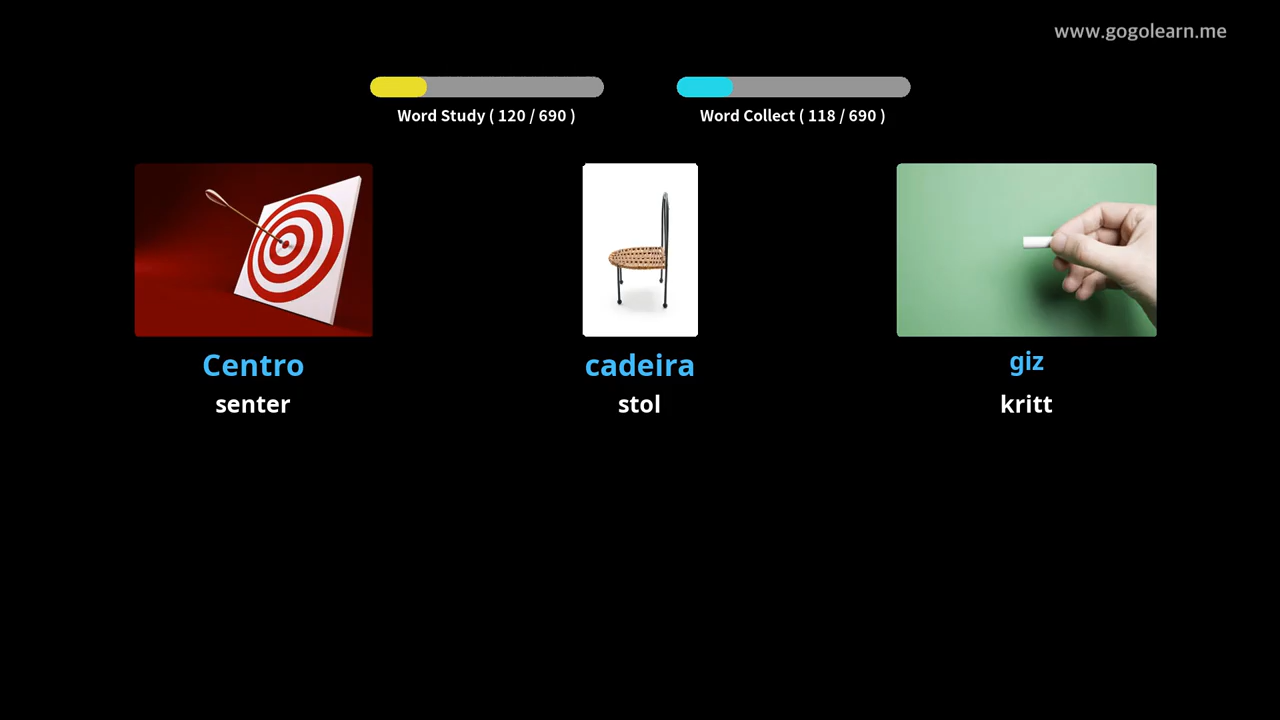 www.gogolearn.me
Word Study ( 120 / 690 )
Word Collect ( 118 / 690 )
Centro
cadeira
giz
senter
stol
kritt